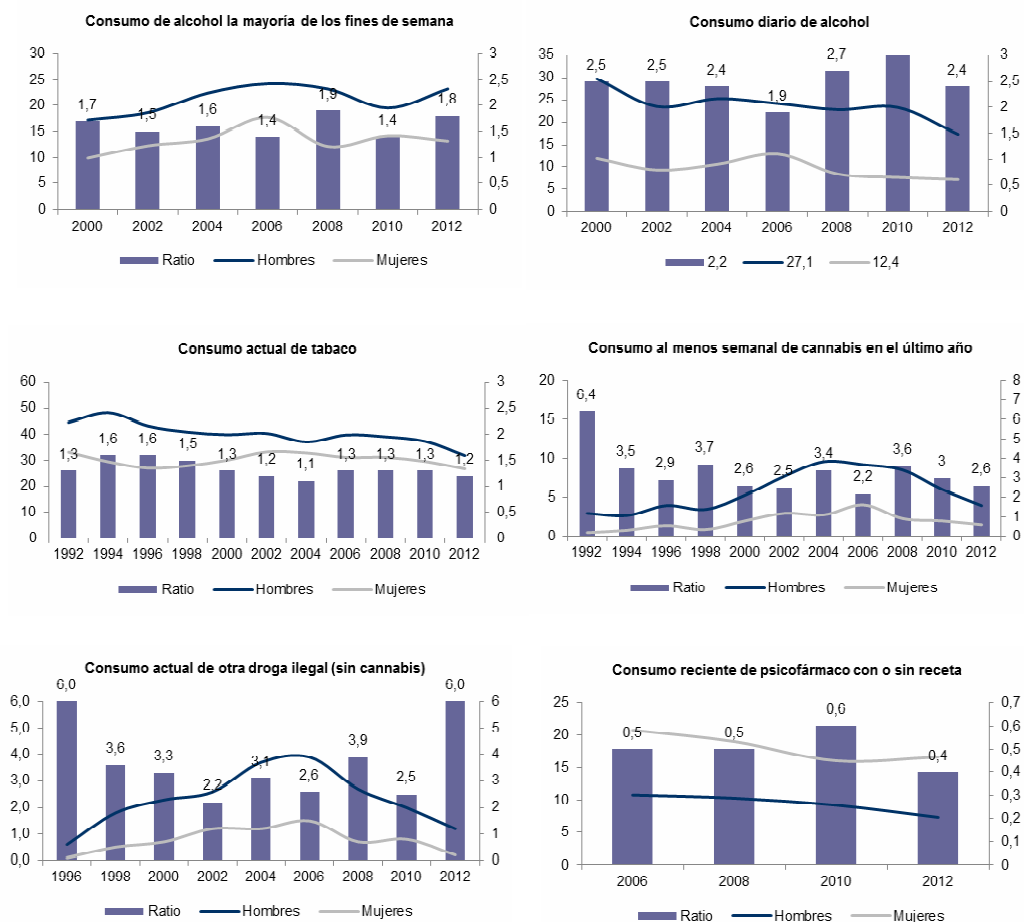 Consumo de alcohol la mayoría de los fines de semana
30 25 20 15 10 5 0
3 2,5 2 1,5 1 0,5 0
1,7 1,5 1,6 1,4 1,9 1,4 1,8
2000 2002 2004 2006 2008 2010 2012
Ratio Hombres Mujeres
Consumo diario de alcohol
35 30 25 20 15 10 5 0
3 2,5 2 1,5 1 0,5 0
2,5 2,5 2,4 1,9 2,7 2,4
2000 2002 2004 2006 2008 2010 2012
2,2 27,1 12,4
Consumo actual de tabaco
60 50 40 30 20 10 0
3 2,5 2 1,5 1 0,5 0
1,3 1,6 1,6 1,5 1,3 1,2 1,1 1,3 1,3 1,3 1,2
1992 1994 1996 1998 2000 2002 2004 2006 2008 2010 2012
Ratio Hombres Mujeres
Consumo al menos semanal de cannabis en el último año
20 15 10 5 0
8 7 6 5 4 3 2 1 0
6,4 3,5 2,9 3,7 2,6 2,5 3,4 2,2 3,6 3 2,6
1992 1994 1996 1998 2000 2002 2004 2006 2008 2010 2012
Ratio Hombres Mujeres
Consumo actual de otra droga ilegal (sin cannabis)
6,0 5,0 4,0 3,0 2,0 1,0 0,0
6 5 4 3 2 1 0
6,0 3,6 3,3 2,2 3,1 2,6 3,9 2,5 6,0
1996 1998 2000 2002 2004 2006 2008 2010 2012
Ratio Hombres Mujeres
Consumo reciente de psicofármaco con o sin receta
25 20 15 10 5 0
0,7 0,6 0,5 0,4 0,3 0,2 0,1 0
0,5 0,5 0,6 0,4
2006 2008 2010 2012
Ratio Hombres Mujeres